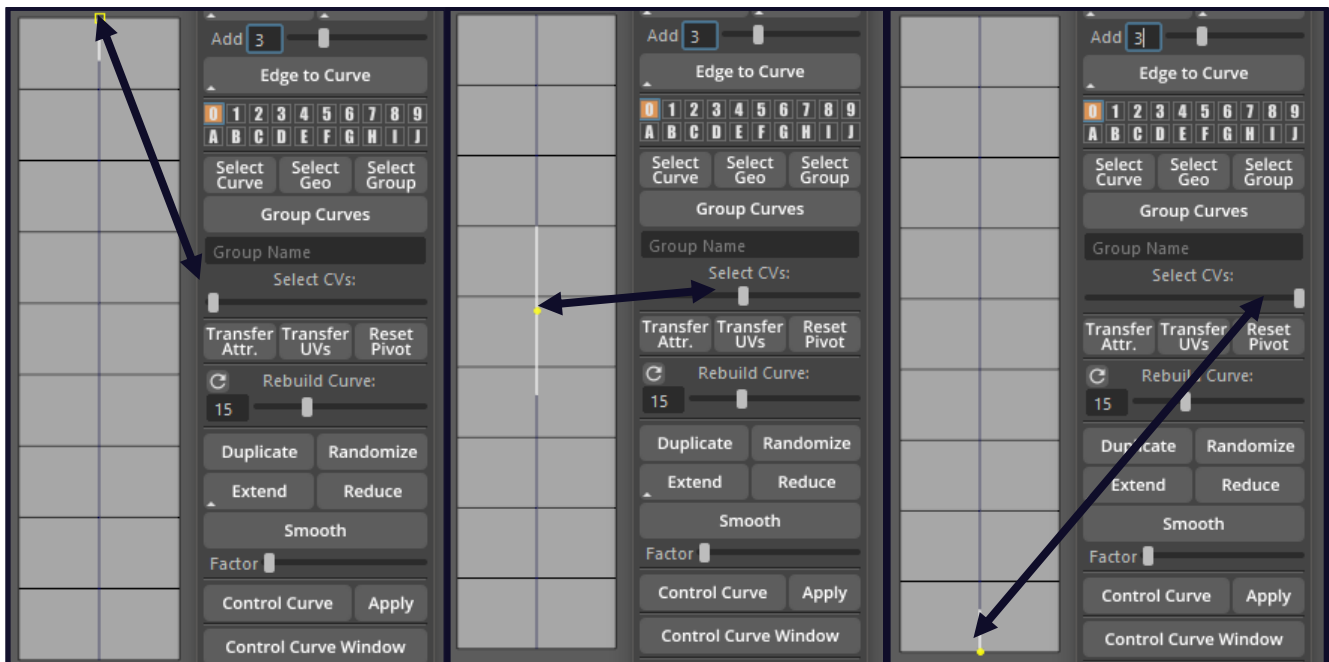 Add 3
Edge to Curve
0 1 2 3 4 5 6 7 8 9
A B C D E F G H I J
Select Curve Select Geo Select Group
Group Curves
Group Name
Select CVs:
Transfer Attr. Transfer UVs Reset Pivot
Rebuild Curve:
15
Duplicate Randomize
Extend Reduce
Smooth
Factor
Control Curve Apply
Control Curve Window
Add 3
Edge to Curve
0 1 2 3 4 5 6 7 8 9
A B C D E F G H I J
Select Curve Select Geo Select Group
Group Curves
Group Name
Select CVs:
Transfer Attr. Transfer UVs Reset Pivot
Rebuild Curve:
15
Duplicate Randomize
Extend Reduce
Smooth
Factor
Control Curve Apply
Control Curve Window
Add 3
Edge to Curve
0 1 2 3 4 5 6 7 8 9
A B C D E F G H I J
Select Curve Select Geo Select Group
Group Curves
Group Name
Select CVs:
Transfer Attr. Transfer UVs Reset Pivot
Rebuild Curve:
15
Duplicate Randomize
Extend Reduce
Smooth
Factor
Control Curve Apply
Control Curve Window